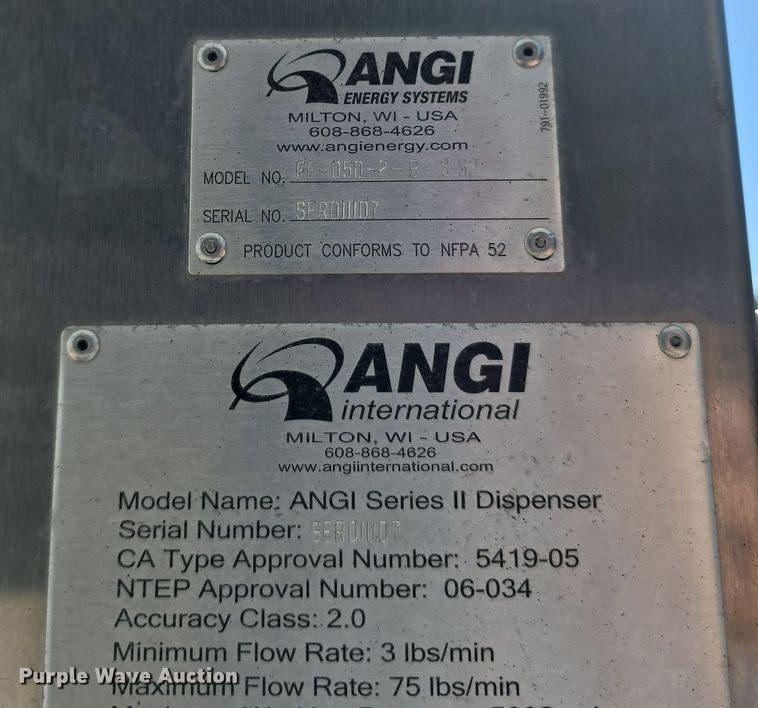 ANGI
ENERGY SYSTEMS
MILTON, WI - USA
608-868-4626
www.angienergy.com
791-01992
MODEL NO.
SERIAL NO.
PRODUCT CONFORMS TO NFPA 52
ANGI
international
MILTON, WI - USA
608-868-4626
www.angiinternational.com
Model Name: ANGI Series II Dispenser
Serial Number:
CA Type Approval Number: 5419-05
NTEP Approval Number: 06-034
Accuracy Class: 2.0
Minimum Flow Rate: 3 lbs/min
Purple Wave Auction
Maximum Flow Rate: 75 lbs/min